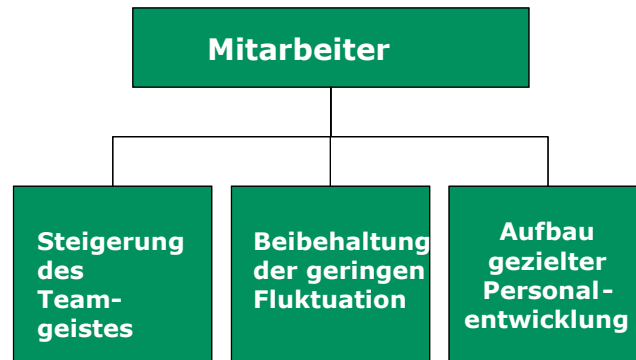 Mitarbeiter
Steigerung
des
Team-
geistes
Beibehaltung
der geringen
Fluktuation
Aufbau
gezielter
Personal-
entwicklung